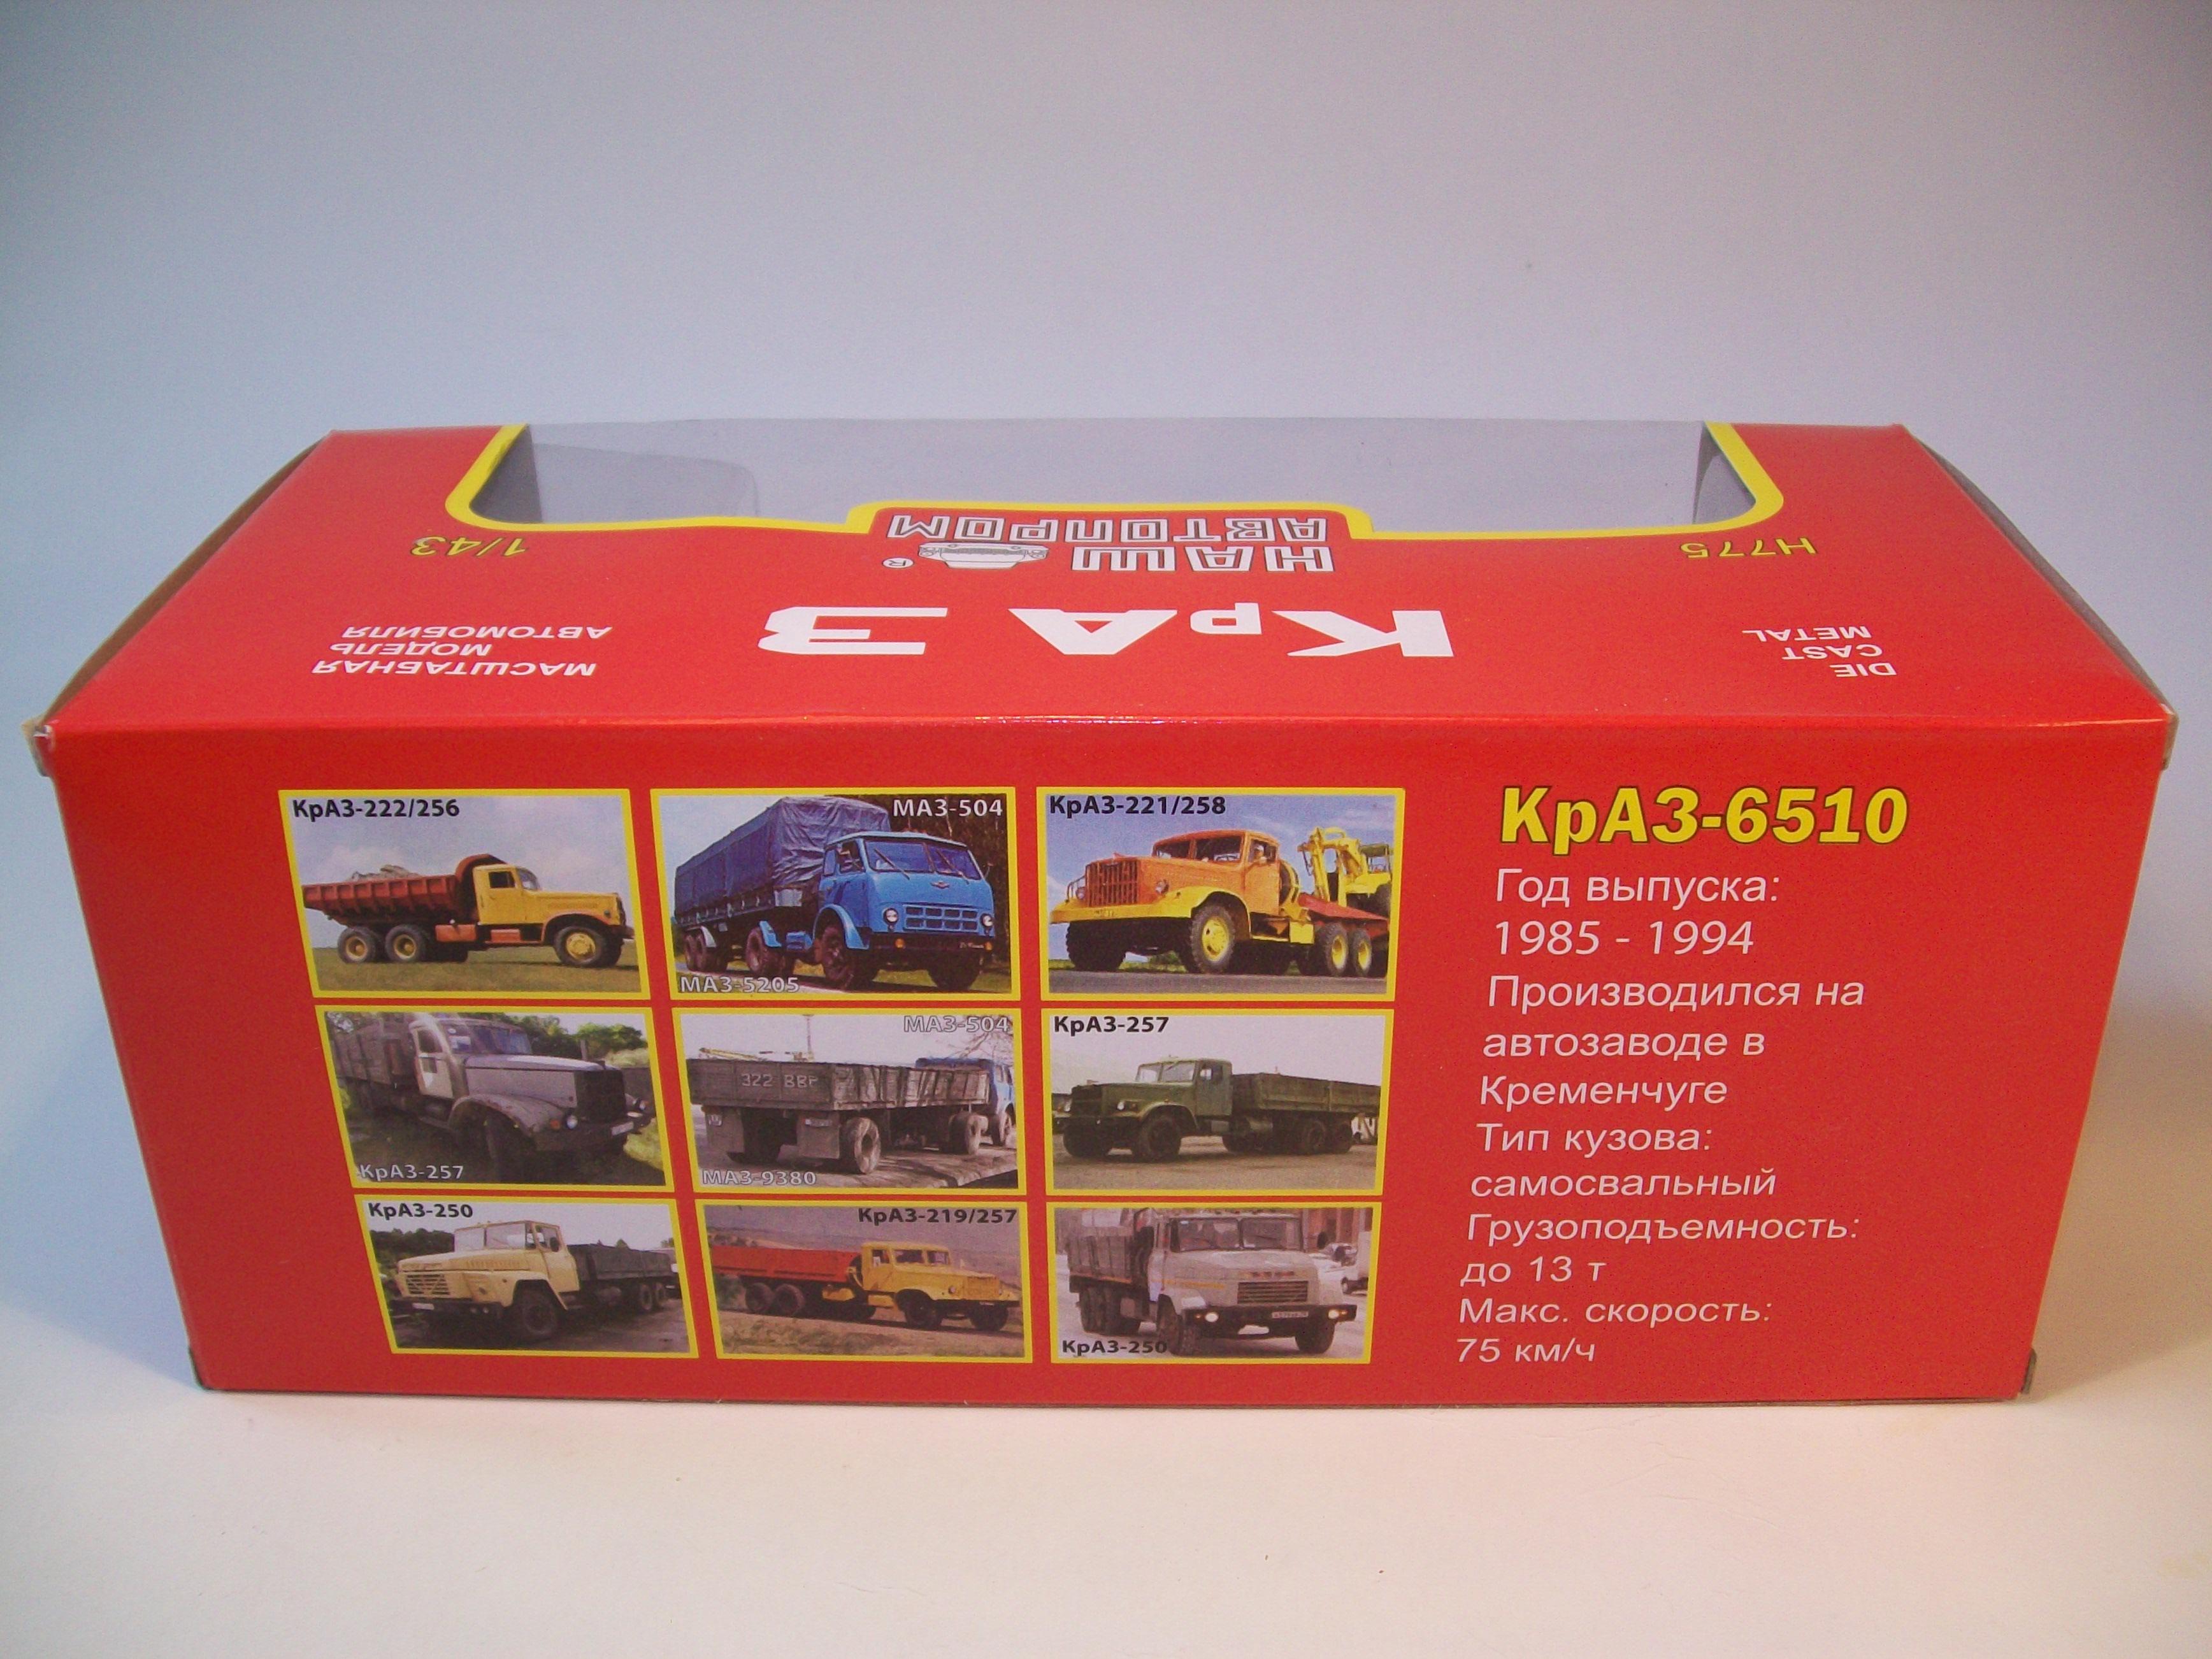 1/43
НАШ
АВТОПРОМ
®
H775
КрАЗ
МАСШТАБНАЯ
МОДЕЛЬ
АВТОМОБИЛЯ
DIE
CAST
METAL
КрАЗ-222/256
МАЗ-504
МАЗ-5205
КрАЗ-221/258
КрАЗ-257
МАЗ-504
322 ВВР
МАЗ-9380
КрАЗ-257
КрАЗ-250
КрАЗ-219/257
КрАЗ-250
КрАЗ-6510
Год выпуска:
1985 - 1994
Производился на
автозаводе в
Кременчуге
Тип кузова:
самосвальный
Грузоподъемность:
до 13 т
Макс. скорость:
75 км/ч